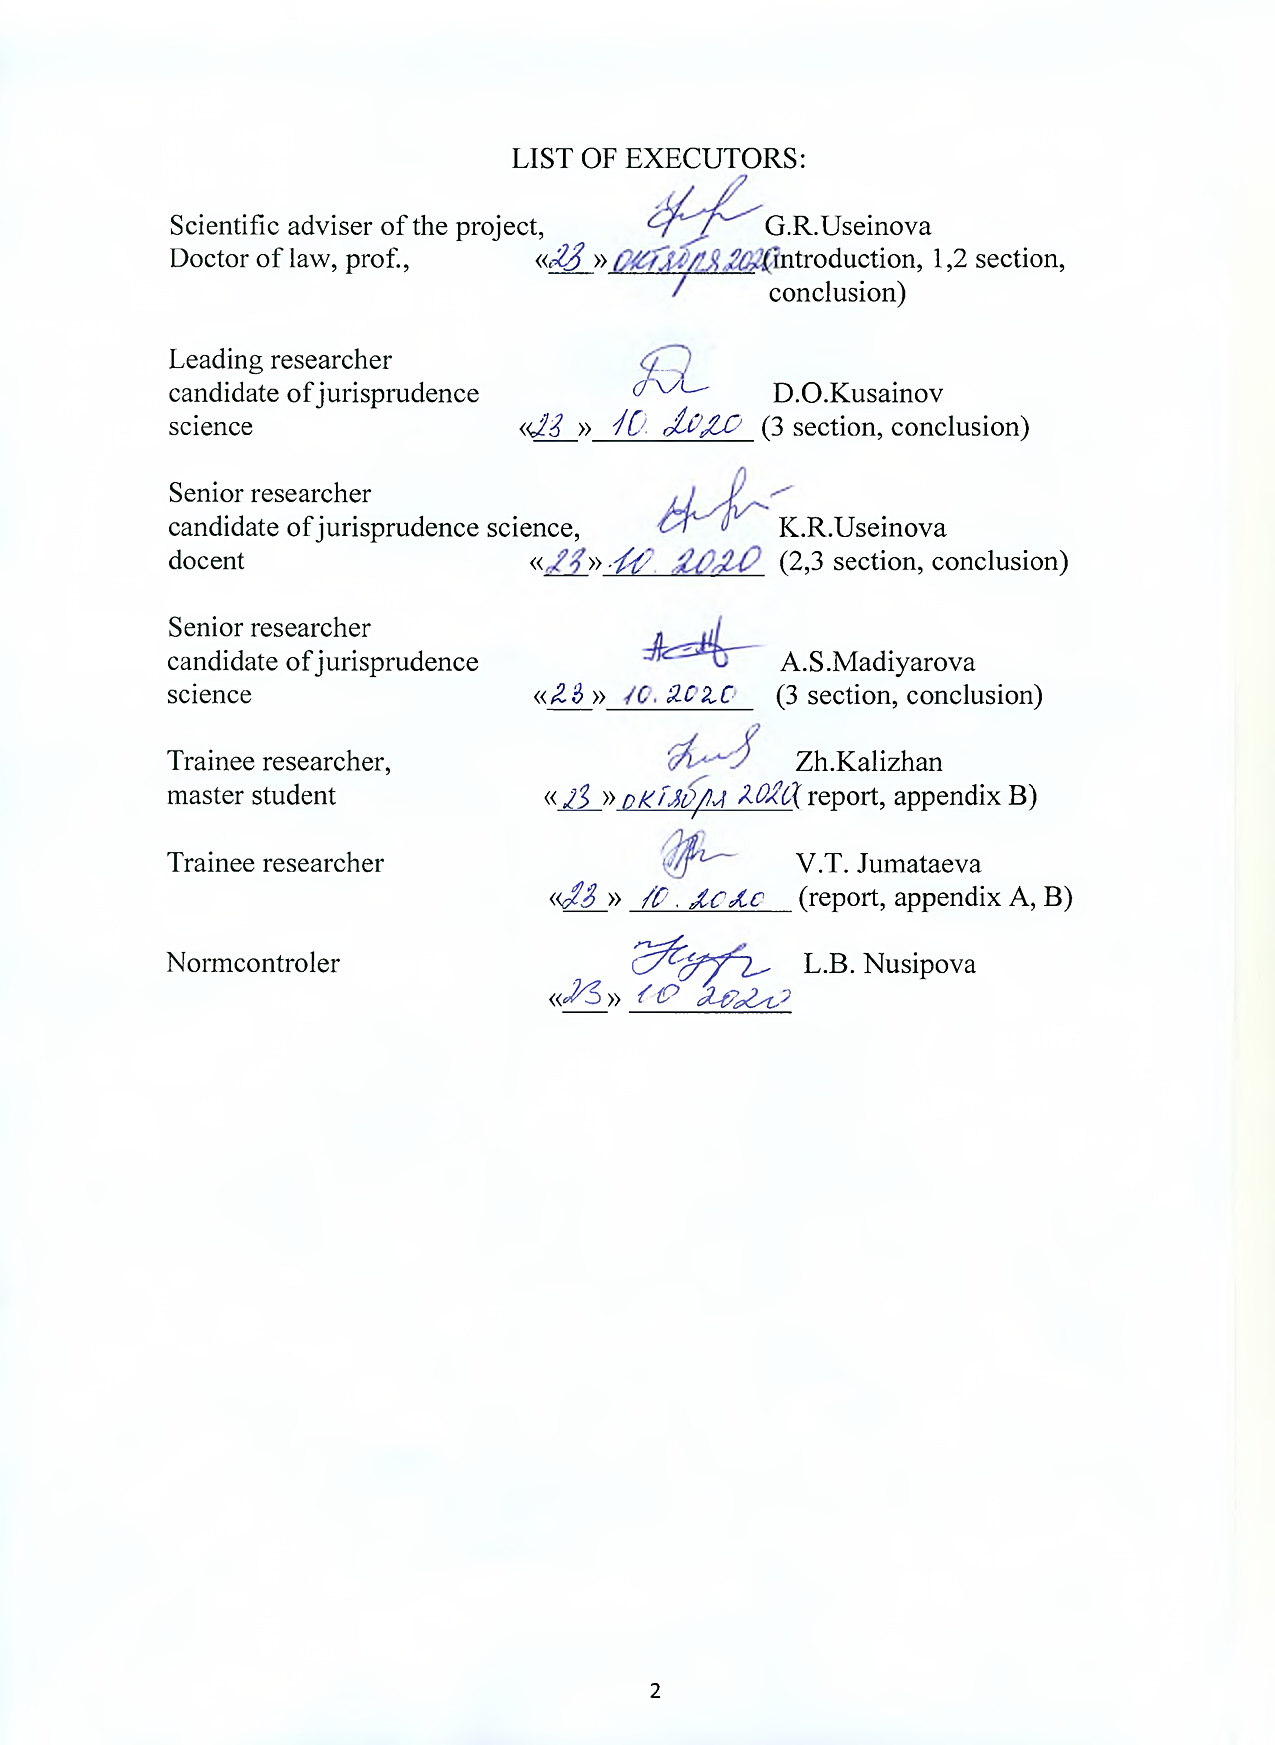 LIST OF EXECUTORS:
Scientific adviser of the project, G.R.Useinova
Doctor of law, prof., «23» октября 2020 (introduction, 1,2 section,
conclusion)
Leading researcher
candidate of jurisprudence D.O.Kusainov
science «23» 10. 2020 (3 section, conclusion)
Senior researcher
candidate of jurisprudence science, K.R.Useinova
docent «23» 10. 2020 (2,3 section, conclusion)
Senior researcher
candidate of jurisprudence A.S.Madiyarova
science «23» 10. 2020 (3 section, conclusion)
Trainee researcher, Zh.Kalizhan
master student «23» октября 2020 ( report, appendix B)
Trainee researcher V.T. Jumataeva
«23» 10. 2020 (report, appendix A, B)
Normcontroler L.B. Nusipova
«23» 10 2020
2